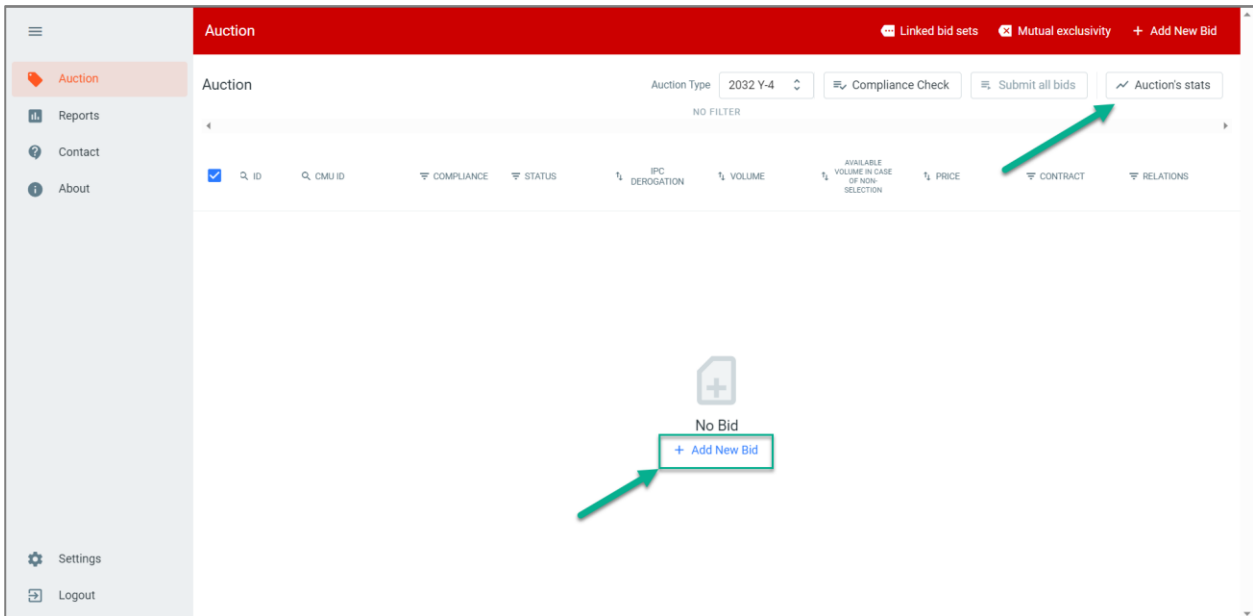 Auction
Linked bid sets
Mutual exclusivity
+ Add New Bid
Auction
Reports
Contact
About
Settings
Logout
Auction
Auction Type
2032 Y-4
Compliance Check
Submit all bids
Auction's stats
NO FILTER
ID
CMU ID
COMPLIANCE
STATUS
IPC
DEROGATION
VOLUME
AVAILABLE
VOLUME IN CASE
OF NON-
SELECTION
PRICE
CONTRACT
RELATIONS
No Bid
+ Add New Bid